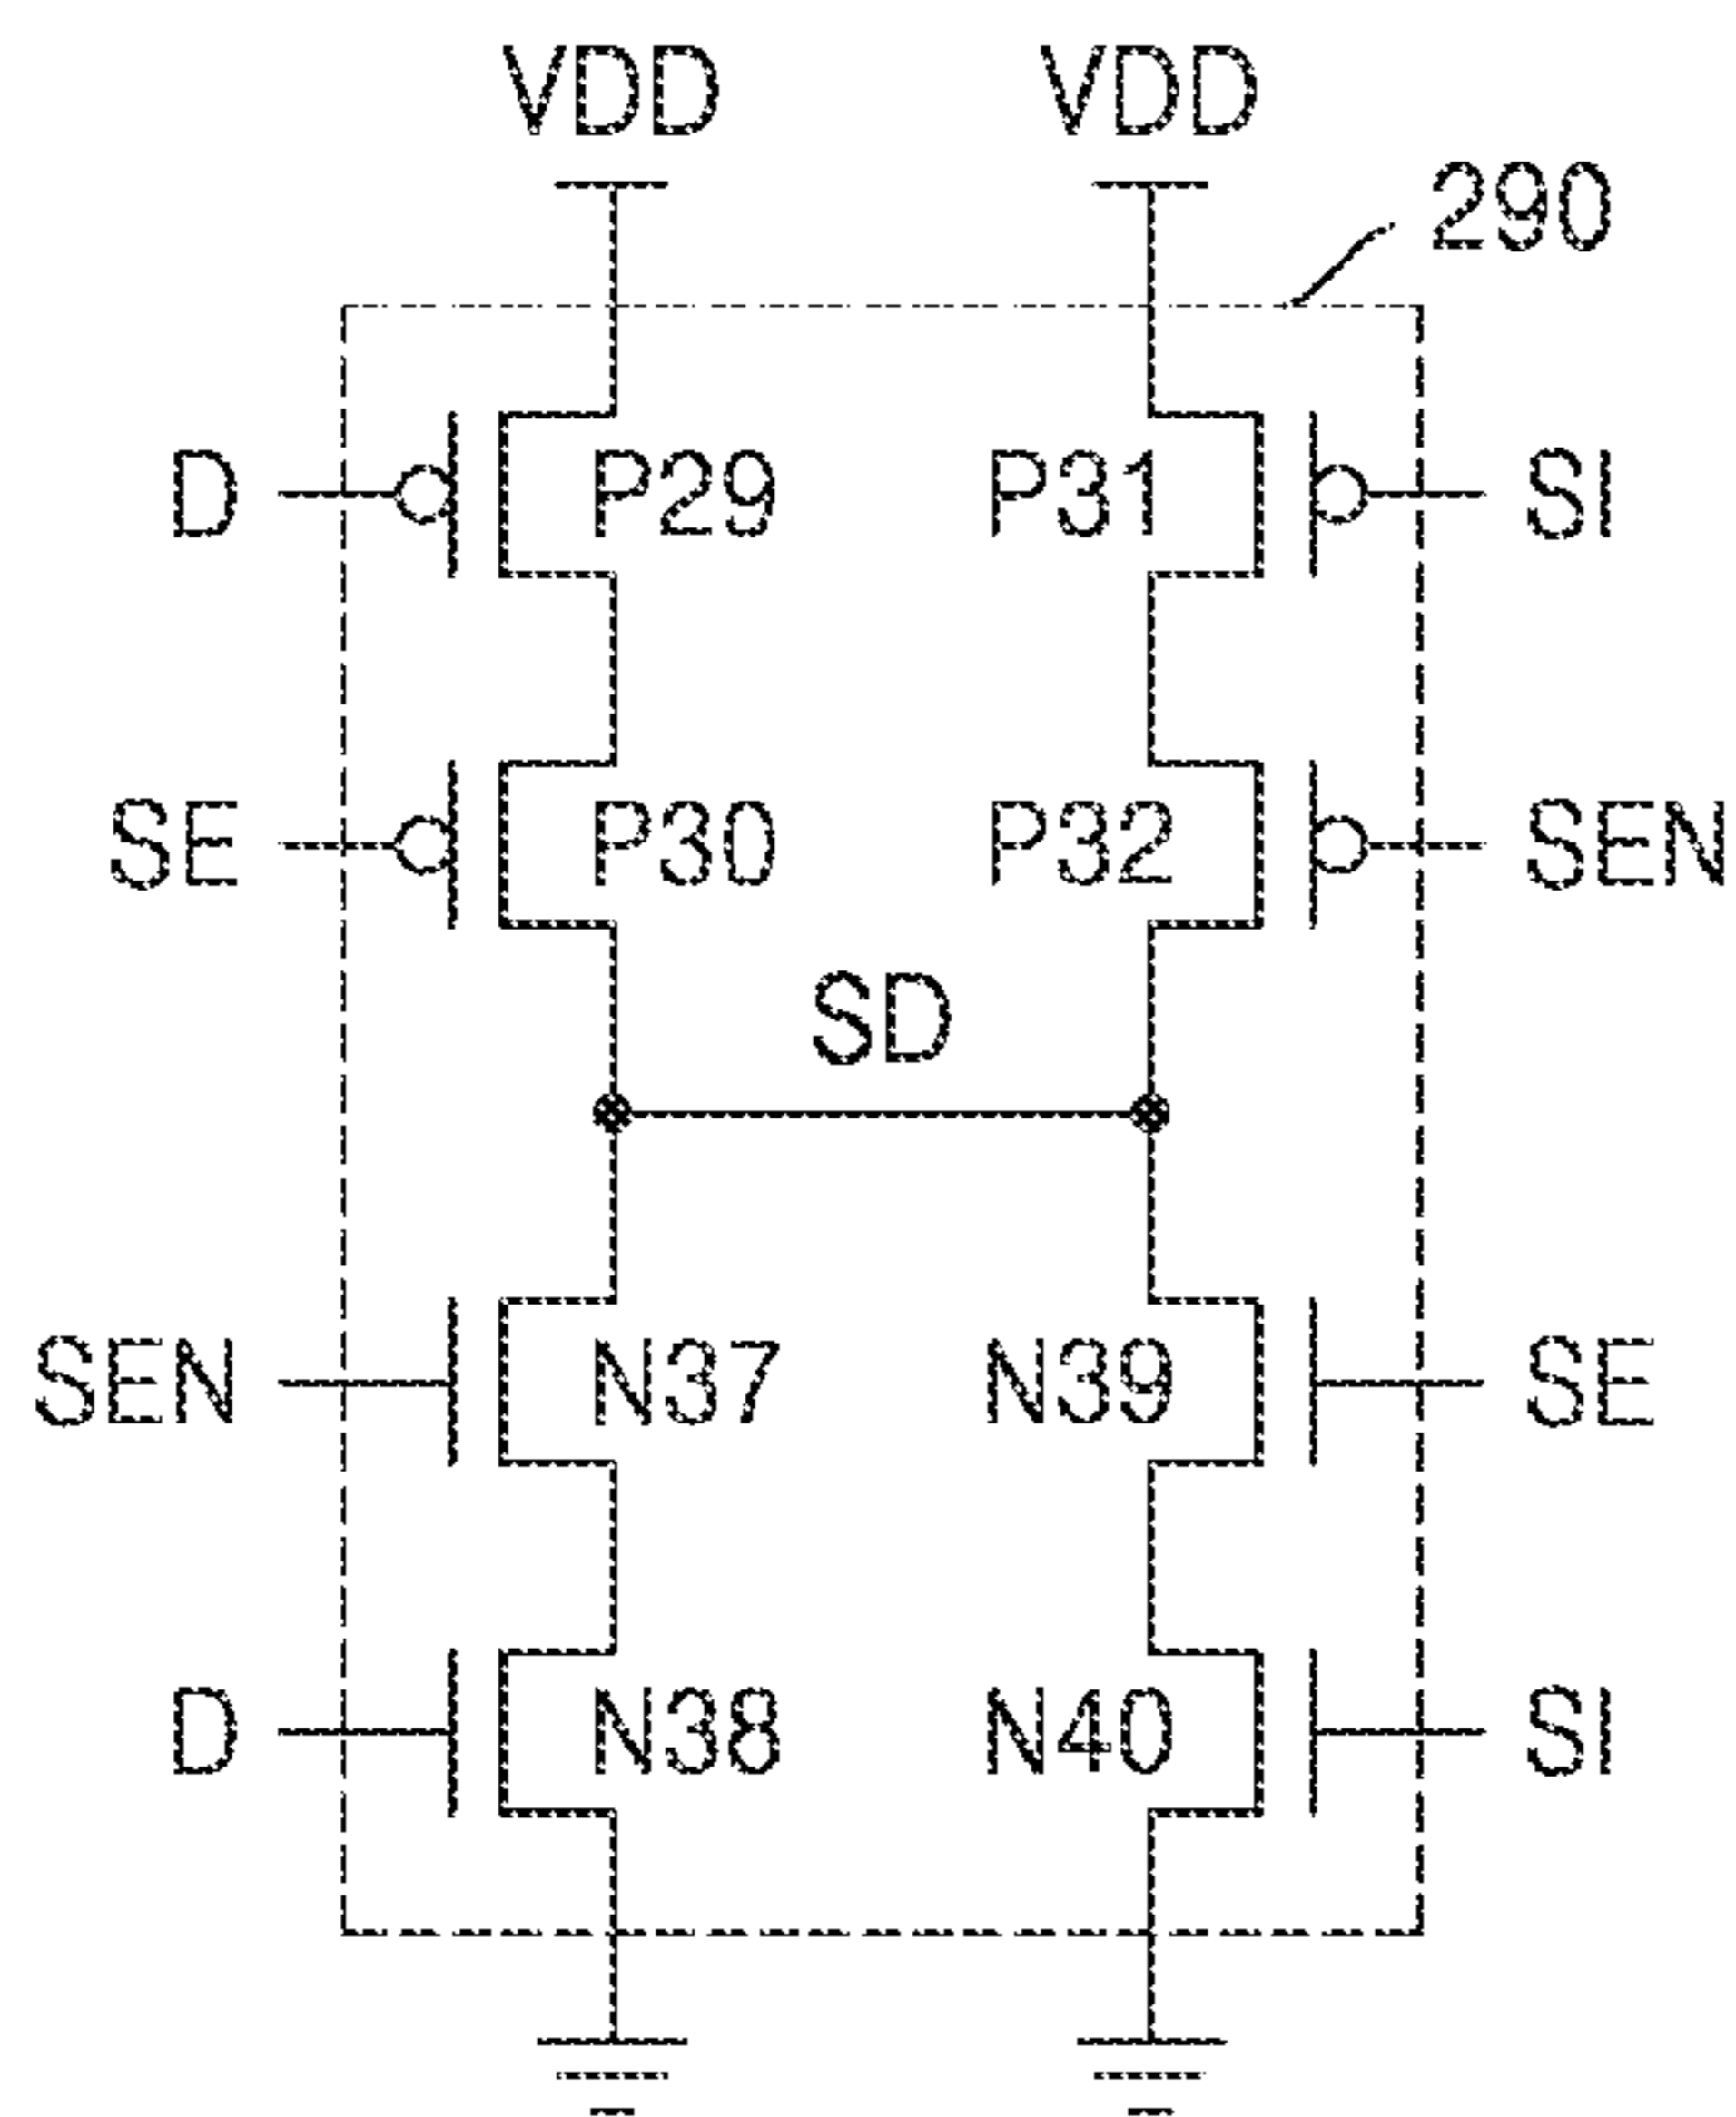 VDD VDD
290
D P29 P31 SI
SE P30 P32 SEN
SD
SEN N37 N39 SE
D N38 N40 SI